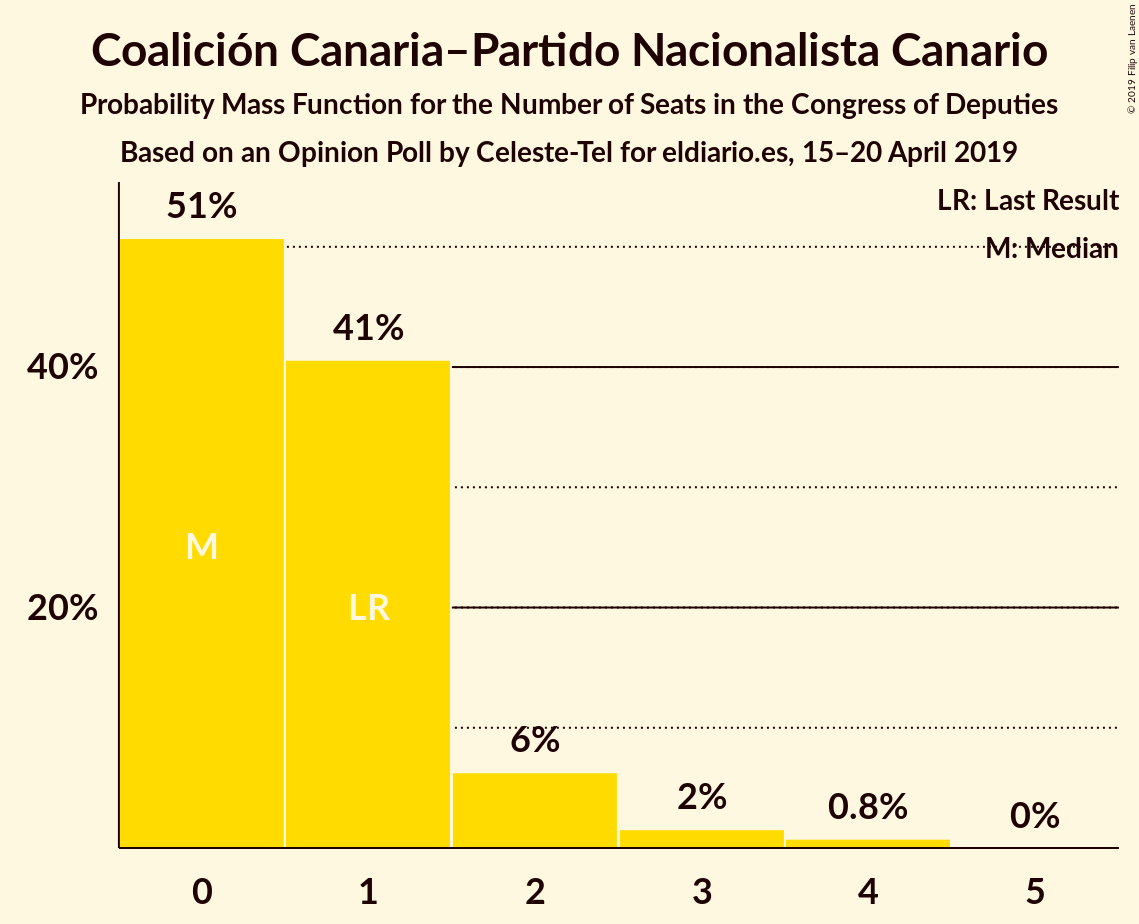 Coalición Canaria–Partido Nacionalista Canario
Probability Mass Function for the Number of Seats in the Congress of Deputies
Based on an Opinion Poll by Celeste-Tel for eldiario.es, 15–20 April 2019
© 2019 Filip van Laenen
LR: Last Result
M: Median
51%
41%
40%
M
LR
20%
6%
2%
0.8%
0%
0 1 2 3 4 5